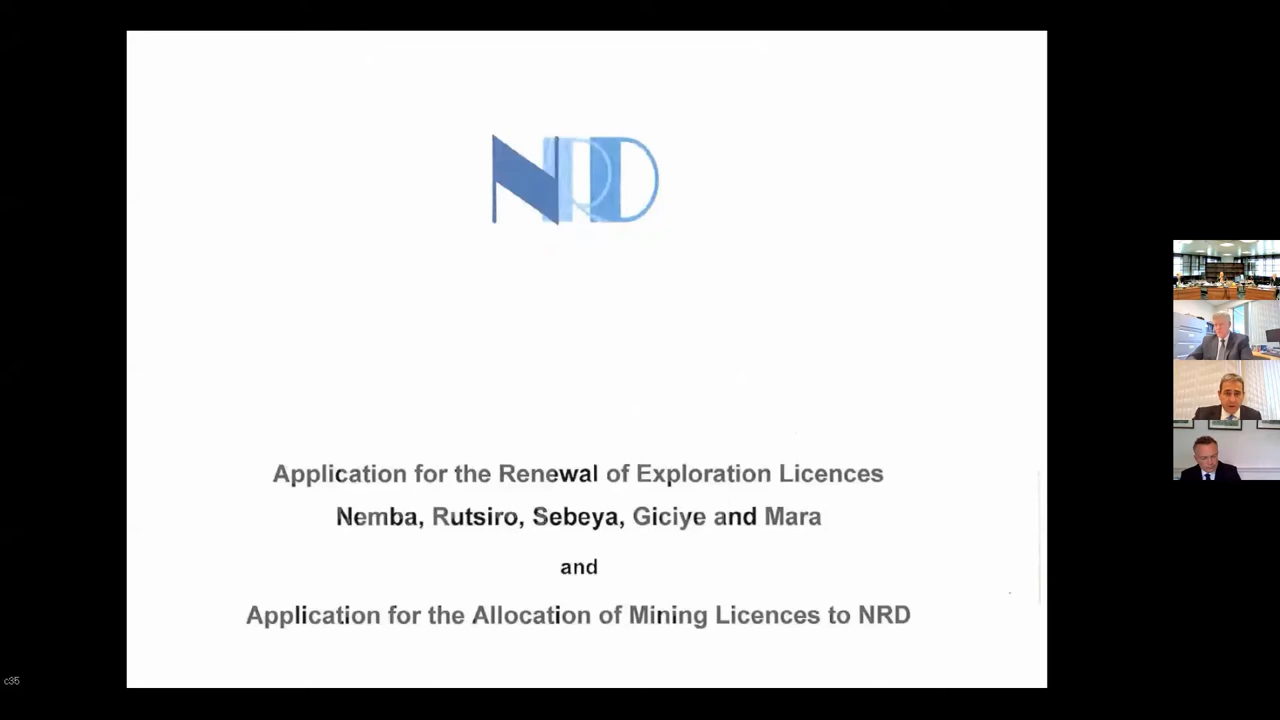 NRD
Application for the Renewal of Exploration Licences
Nemba, Rutsiro, Sebeya, Giciye and Mara
and
Application for the Allocation of Mining Licences to NRD
c35